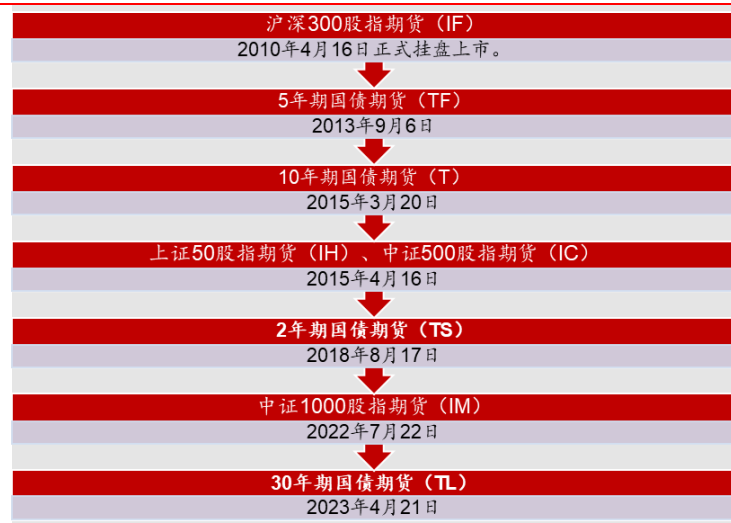 沪深300股指期货（IF）
2010年4月16日正式挂盘上市。
5年期国债期货（TF）
2013年9月6日
10年期国债期货（T）
2015年3月20日
上证50股指期货（IH）、中证500股指期货（IC）
2015年4月16日
2年期国债期货（TS）
2018年8月17日
中证1000股指期货（IM）
2022年7月22日
30年期国债期货（TL）
2023年4月21日